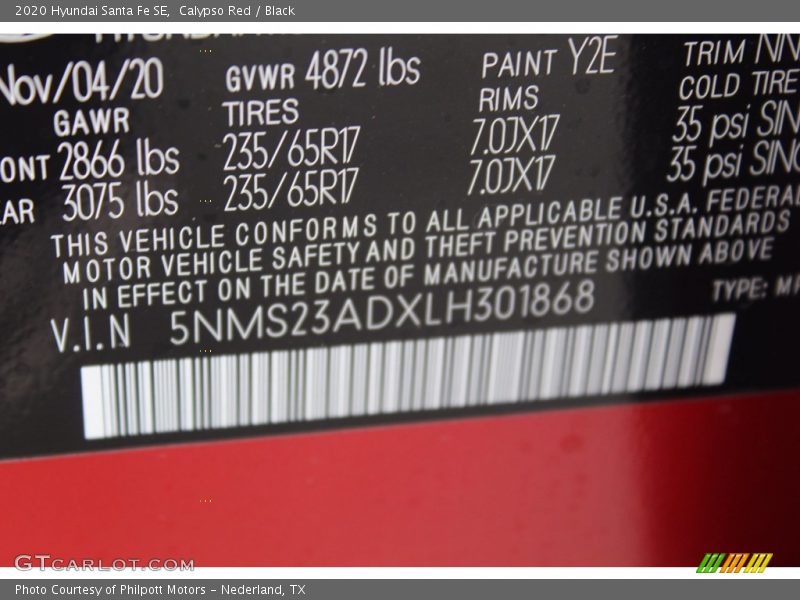 2020 Hyundai Santa Fe SE, Calypso Red / Black
Nov/04/20 GVWR 4872 lbs PAINT Y2E TRIM
GAWR TIRES RIMS COLD TIRE
2866 lbs 235/65R17 7.0JX17 35 psi
3075 lbs 235/65R17 7.0JX17 35 psi
THIS VEHICLE CONFORMS TO ALL APPLICABLE U.S.A. FEDERAL
MOTOR VEHICLE SAFETY AND THEFT PREVENTION STANDARDS
IN EFFECT ON THE DATE OF MANUFACTURE SHOWN ABOVE
V.I.N 5NMS23ADXLH301868 TYPE:
GTCARLOT.COM
Photo Courtesy of Philpott Motors - Nederland, TX